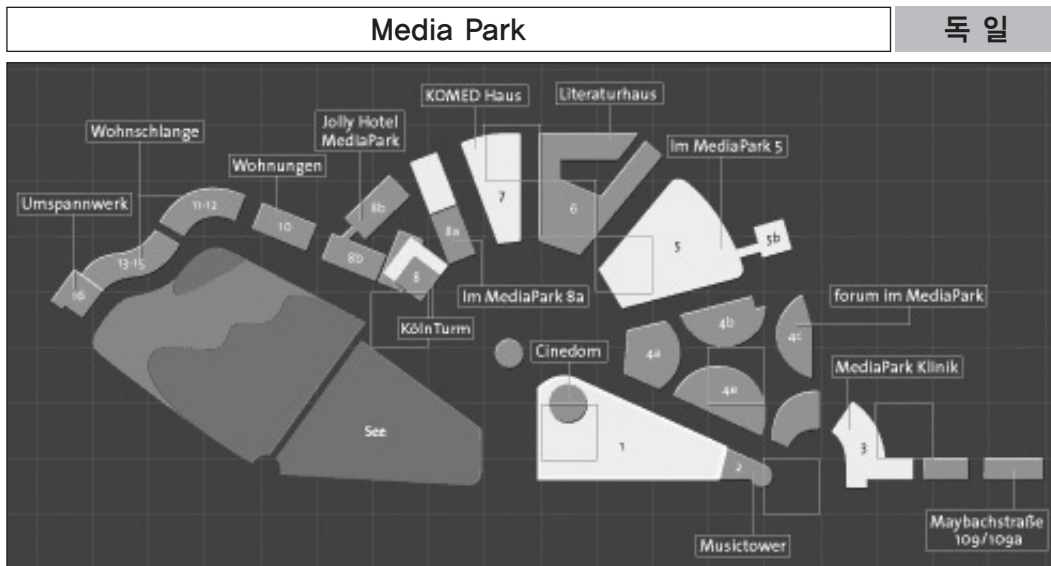 Media Park
독 일
KOMED Haus
Literaturhaus
Jolly Hotel
MediaPark
Wohnschlange
Im MediaPark 5
Wohnungen
Umspannwerk
11-12
10
8b
8a
7
6
5
5b
13-15
16
8b
8
Im MediaPark 8a
KölnTurm
forum im MediaPark
4b
4c
4a
Cinedom
MediaPark Klinik
4e
See
1
2
3
Musictower
Maybachstraße
109/109a